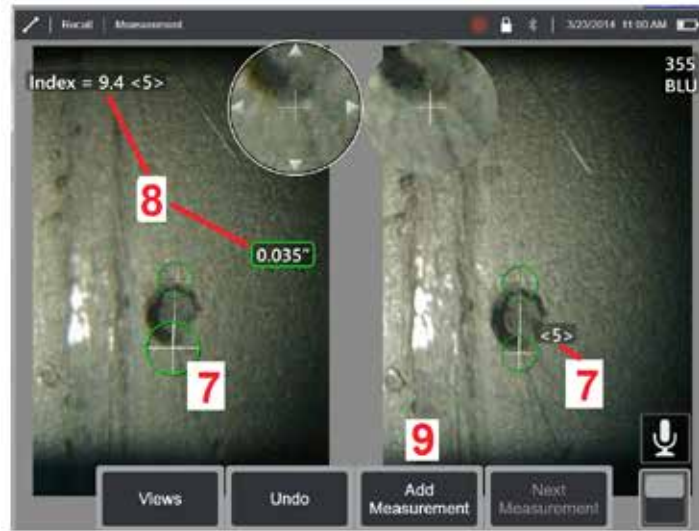 Recall | Measurement
3/23/2014 11:00 AM
Index = 9.4 <5>
355
BLU
8
0.035"
<5>
7
7
9
Views
Undo
Add
Measurement
Next
Measurement